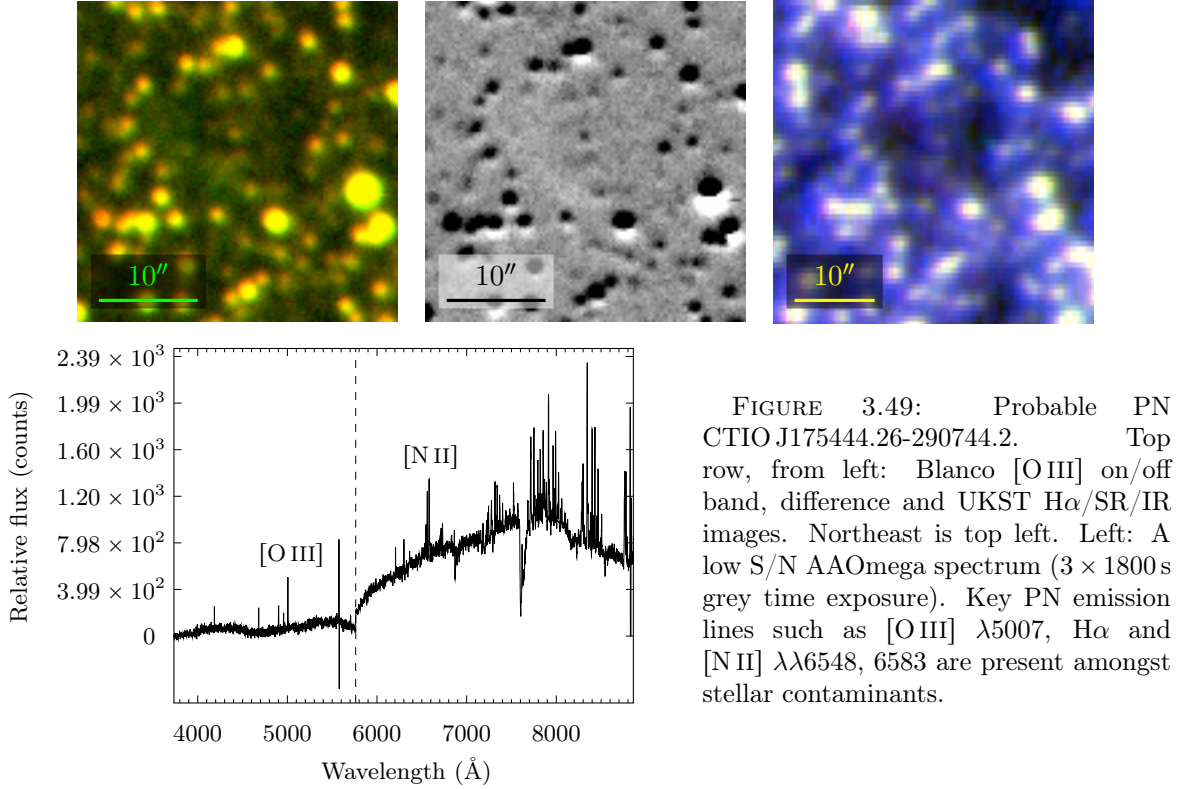 10″
10″
10″
2.39 × 10³
1.99 × 10³
1.60 × 10³
1.20 × 10³
7.98 × 10²
3.99 × 10²
0
Relative flux (counts)
[O III]
[N II]
4000 5000 6000 7000 8000
Wavelength (Å)
FIGURE 3.49: Probable PN
CTIO J175444.26-290744.2. Top
row, from left: Blanco [O III] on/off
band, difference and UKST Hα/SR/IR
images. Northeast is top left. Left: A
low S/N AAOmega spectrum (3 × 1800 s
grey time exposure). Key PN emission
lines such as [O III] λ5007, Hα and
[N II] λλ6548, 6583 are present amongst
stellar contaminants.